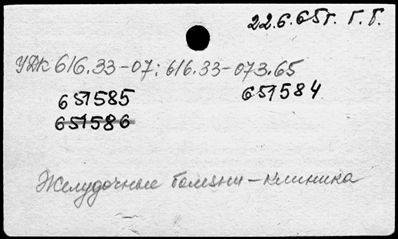 22.6.65г. Г.Г.
УДК 616.33-07; 616.33-073.65
651585 651584
651586
Желудочные болезни - клиника